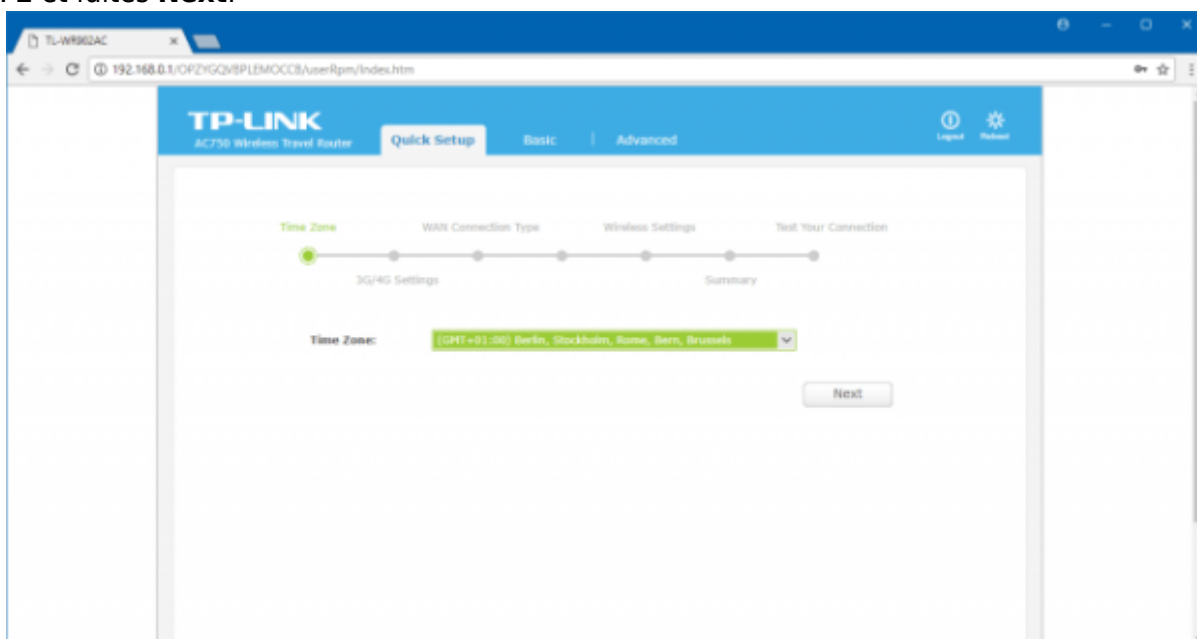 et faites Next.
TL-WR902AC
192.168.0.1/OPZYGQVBPLEMOCCB/userRpm/Index.htm
TP-LINK
AC750 Wireless Travel Router
Quick Setup
Basic
Advanced
Logout
Reboot
Time Zone
WAN Connection Type
Wireless Settings
Test Your Connection
3G/4G Settings
Summary
Time Zone:
(GMT+01:00) Berlin, Stockholm, Rome, Bern, Brussels
Next